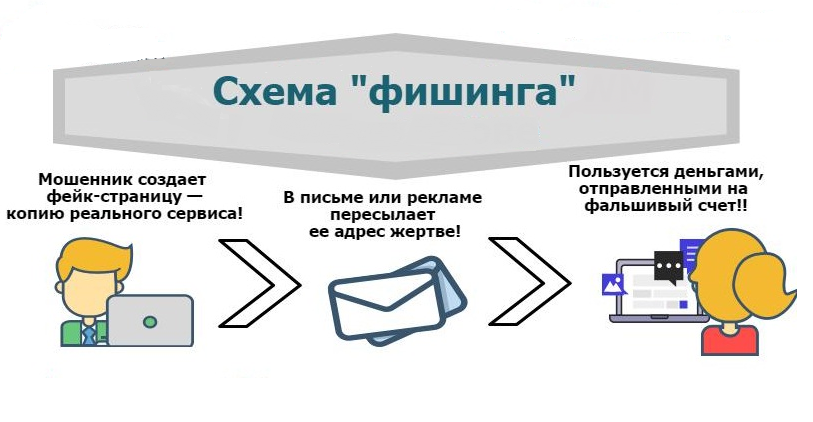 Схема "фишинга"
Мошенник создает
фейк-страницу —
копию реального сервиса!
В письме или рекламе
пересылает
ее адрес жертве!
Пользуется деньгами,
отправленными на
фальшивый счет!!